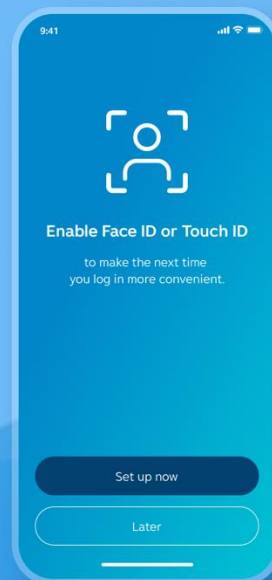 9:41
Enable Face ID or Touch ID
to make the next time
you log in more convenient.
Set up now
Later